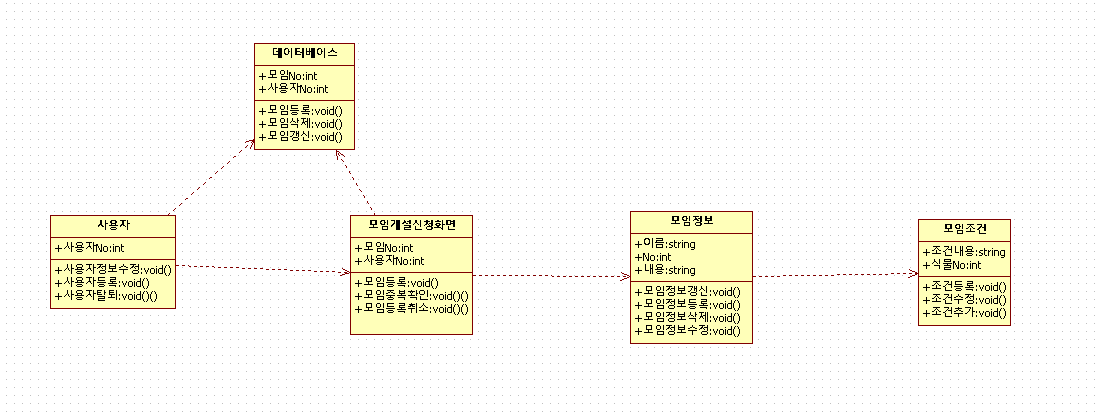 데이터베이스
+모임No:int
+사용자No:int
+모임등록:void()
+모임삭제:void()
+모임갱신:void()
사용자
+사용자No:int
+사용자정보수정:void()
+사용자등록:void()
+사용자탈퇴:void()()
모임개설신청화면
+모임No:int
+사용자No:int
+모임등록:void()
+모임중복확인:void()()
+모임등록취소:void()()
모임정보
+이름:string
+No:int
+내용:string
+모임정보갱신:void()
+모임정보등록:void()
+모임정보삭제:void()
+모임정보수정:void()
모임조건
+조건내용:string
+식물No:int
+조건등록:void()
+조건수정:void()
+조건추가:void()